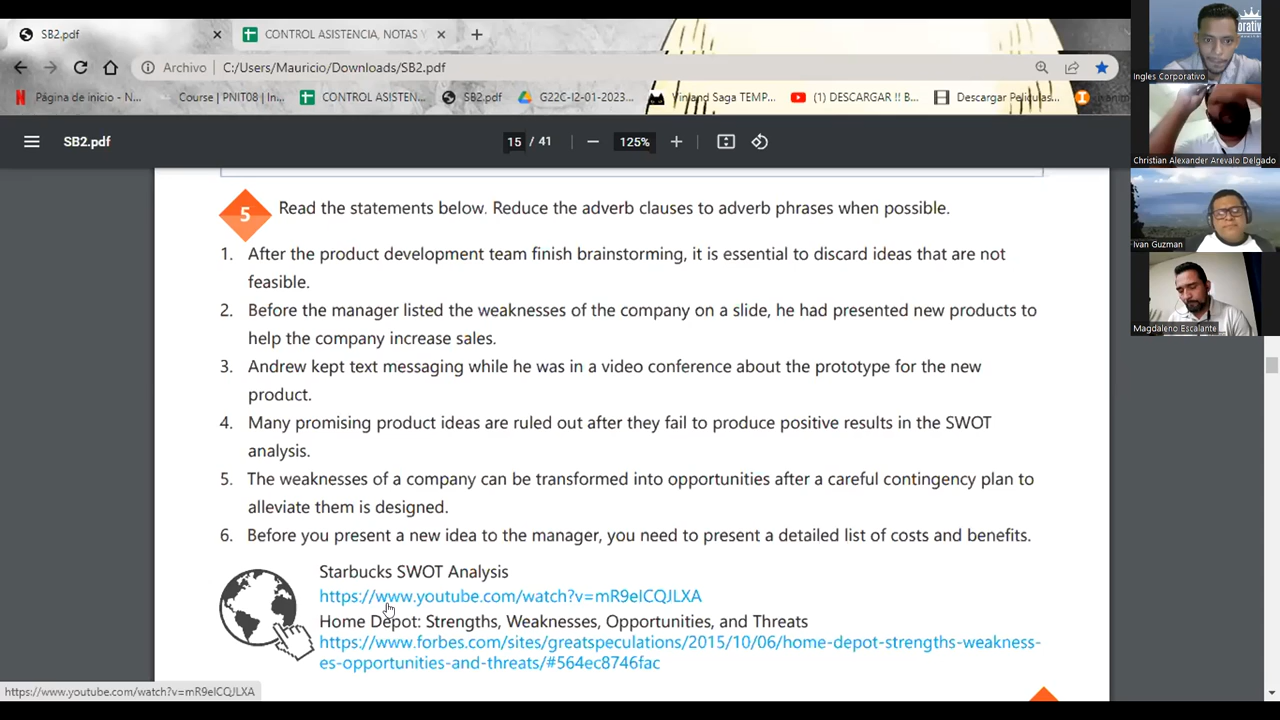 SB2.pdf
CONTROL ASISTENCIA, NOTAS Y
Archivo | C:/Users/Mauricio/Downloads/SB2.pdf
Página de inicio - N...
Course | PNIT08 | In...
CONTROL ASISTEN...
SB2.pdf
G22C-I2-01-2023...
Vinland Saga TEMP...
(1) DESCARGAR !! B...
Descargar Peliculas...
SB2.pdf
15 / 41
125%
5
Read the statements below. Reduce the adverb clauses to adverb phrases when possible.
1. After the product development team finish brainstorming, it is essential to discard ideas that are not
feasible.
2. Before the manager listed the weaknesses of the company on a slide, he had presented new products to
help the company increase sales.
3. Andrew kept text messaging while he was in a video conference about the prototype for the new
product.
4. Many promising product ideas are ruled out after they fail to produce positive results in the SWOT
analysis.
5. The weaknesses of a company can be transformed into opportunities after a careful contingency plan to
alleviate them is designed.
6. Before you present a new idea to the manager, you need to present a detailed list of costs and benefits.
Starbucks SWOT Analysis
https://www.youtube.com/watch?v=mR9eICQJLXA
Home Depot: Strengths, Weaknesses, Opportunities, and Threats
https://www.forbes.com/sites/greatspeculations/2015/10/06/home-depot-strengths-weakness-
es-opportunities-and-threats/#564ec8746fac
https://www.youtube.com/watch?v=mR9eICQJLXA
Ingles Corporativo
Christian Alexander Arevalo Delgado
Ivan Guzman
Magdaleno Escalante